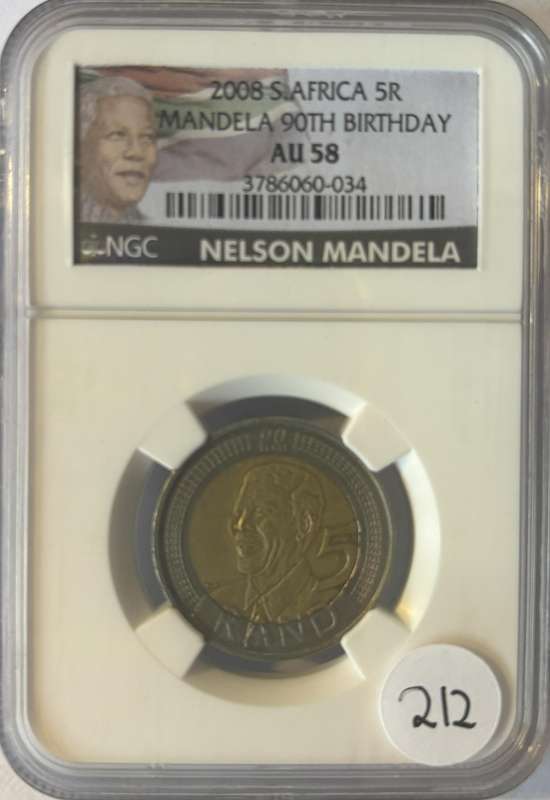 2008 S.AFRICA 5R
MANDELA 90TH BIRTHDAY
AU 58
3786060-034
NGC NELSON MANDELA
90
5
RAND
212